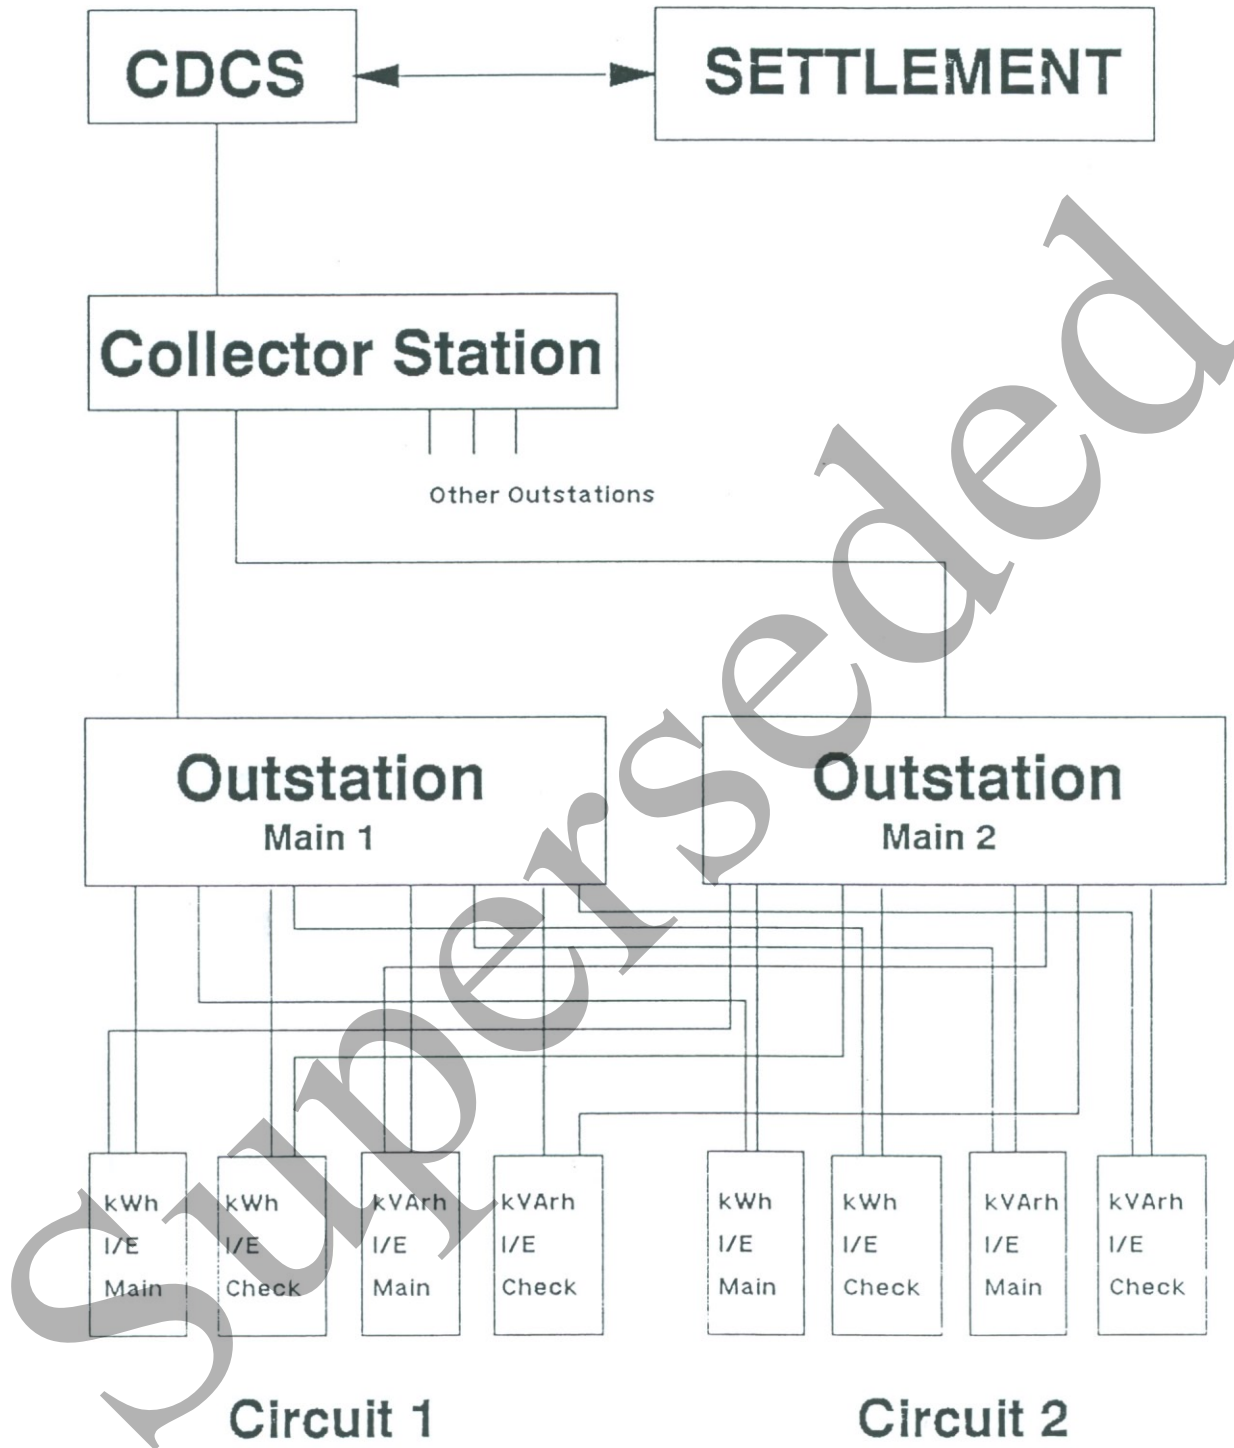 CDCS
SETTLEMENT
Collector Station
Other Outstations
Outstation
Main 1
Outstation
Main 2
kWh
I/E
Main
kWh
I/E
Check
kVArh
I/E
Main
kVArh
I/E
Check
kWh
I/E
Main
kWh
I/E
Check
kVArh
I/E
Main
kVArh
I/E
Check
Circuit 1
Circuit 2
Superseded